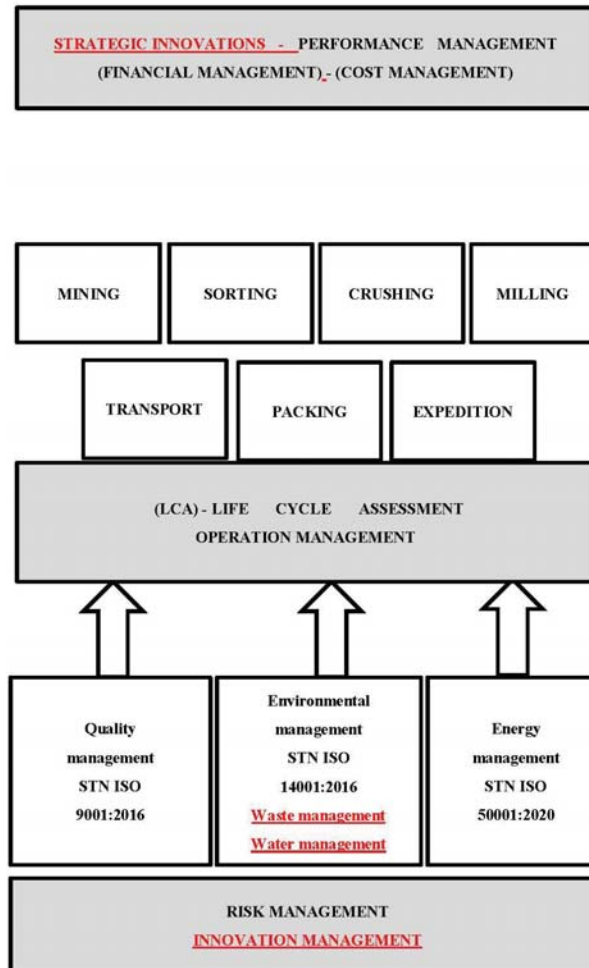 STRATEGIC INNOVATIONS - PERFORMANCE MANAGEMENT
(FINANCIAL MANAGEMENT) - (COST MANAGEMENT)
MINING
SORTING
CRUSHING
MILLING
TRANSPORT
PACKING
EXPEDITION
(LCA) - LIFE CYCLE ASSESSMENT
OPERATION MANAGEMENT
Quality
management
STN ISO
9001:2016
Environmental
management
STN ISO
14001:2016
Waste management
Water management
Energy
management
STN ISO
50001:2020
RISK MANAGEMENT
INNOVATION MANAGEMENT